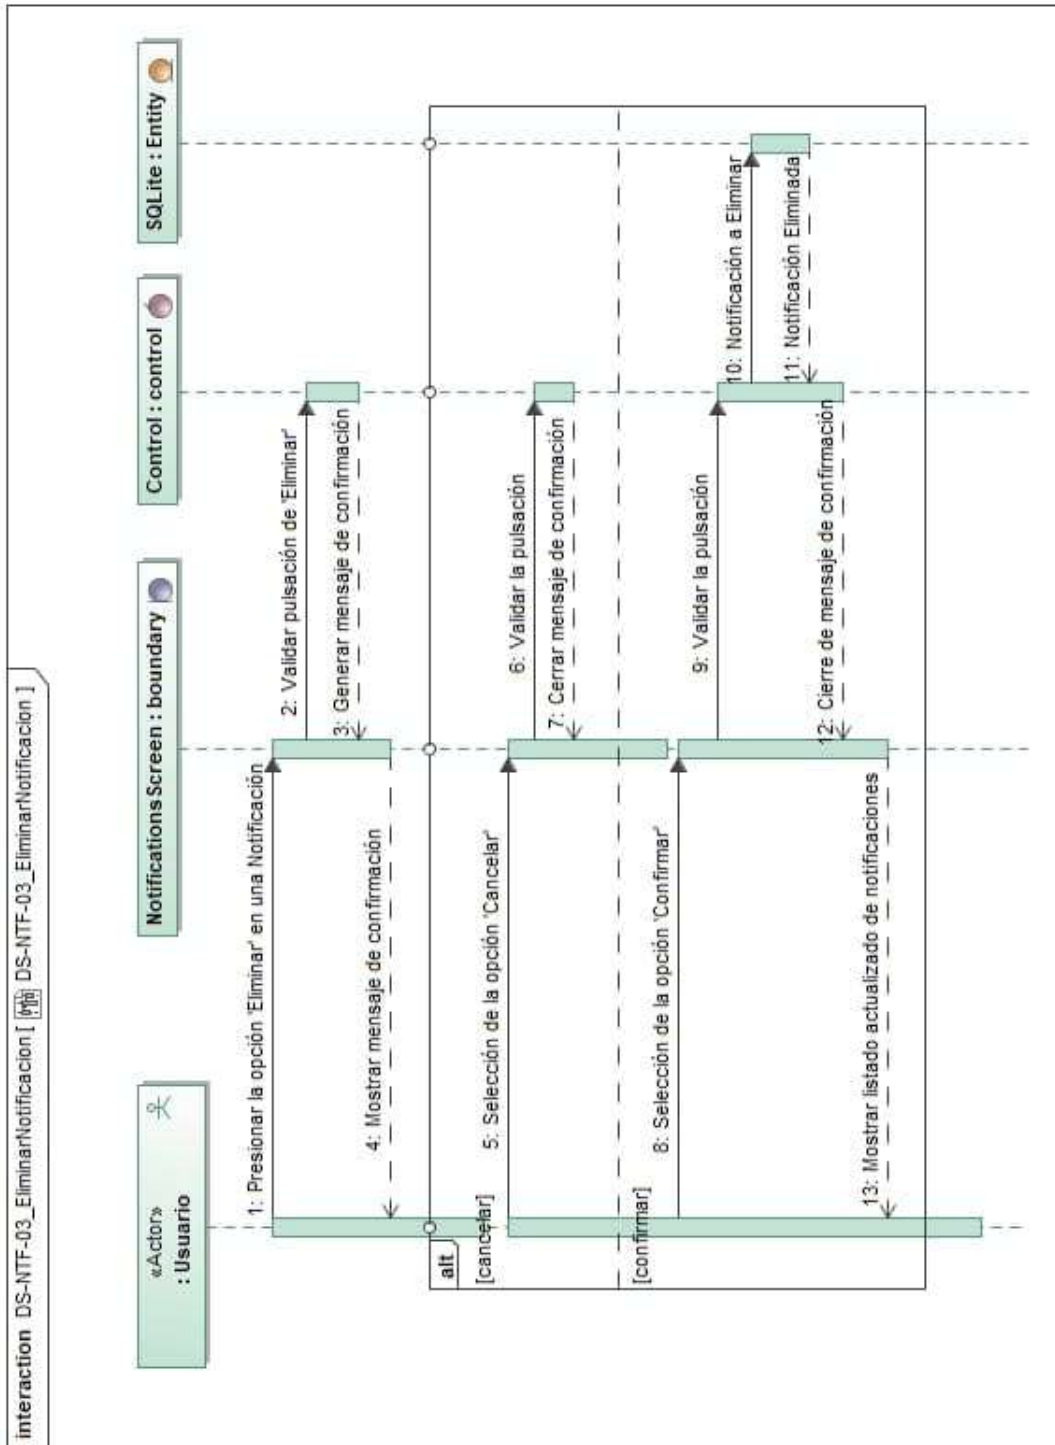 interaction DS-NTF-03_EliminarNotificacion [ DS-NTF-03_EliminarNotificacion ]
«Actor»
: Usuario
NotificationsScreen : boundary
Control : control
SQLite : Entity
1: Presionar la opción 'Eliminar' en una Notificación
2: Validar pulsación de 'Eliminar'
3: Generar mensaje de confirmación
4: Mostrar mensaje de confirmación
alt
[cancelar]
5: Selección de la opción 'Cancelar'
6: Validar la pulsación
7: Cerrar mensaje de confirmación
[confirmar]
8: Selección de la opción 'Confirmar'
9: Validar la pulsación
10: Notificación a Eliminar
11: Notificación Eliminada
12: Cierre de mensaje de confirmación
13: Mostrar listado actualizado de notificaciones